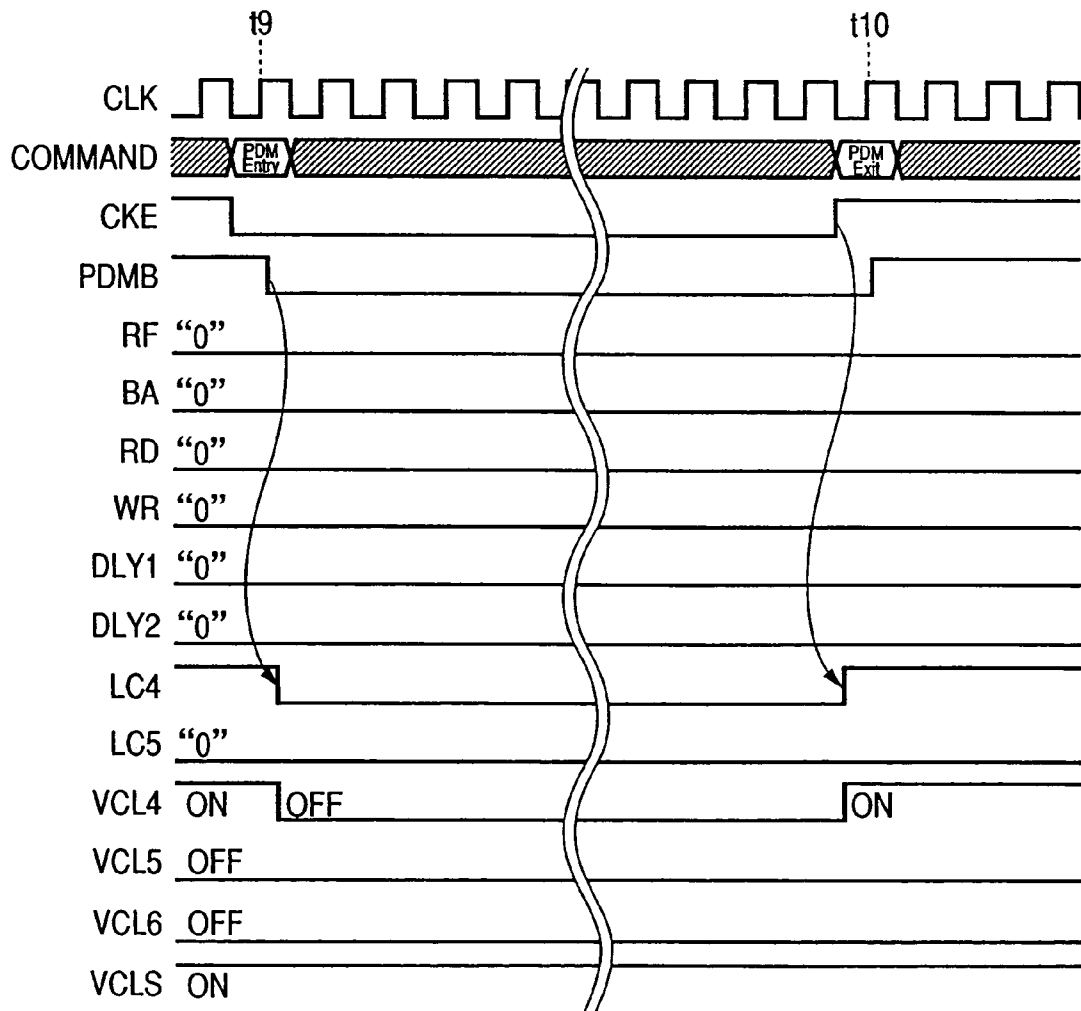 t9 t10
CLK
COMMAND PDM Entry PDM Exit
CKE
PDMB
RF “0”
BA “0”
RD “0”
WR “0”
DLY1 “0”
DLY2 “0”
LC4
LC5 “0”
VCL4 ON OFF ON
VCL5 OFF
VCL6 OFF
VCLS ON